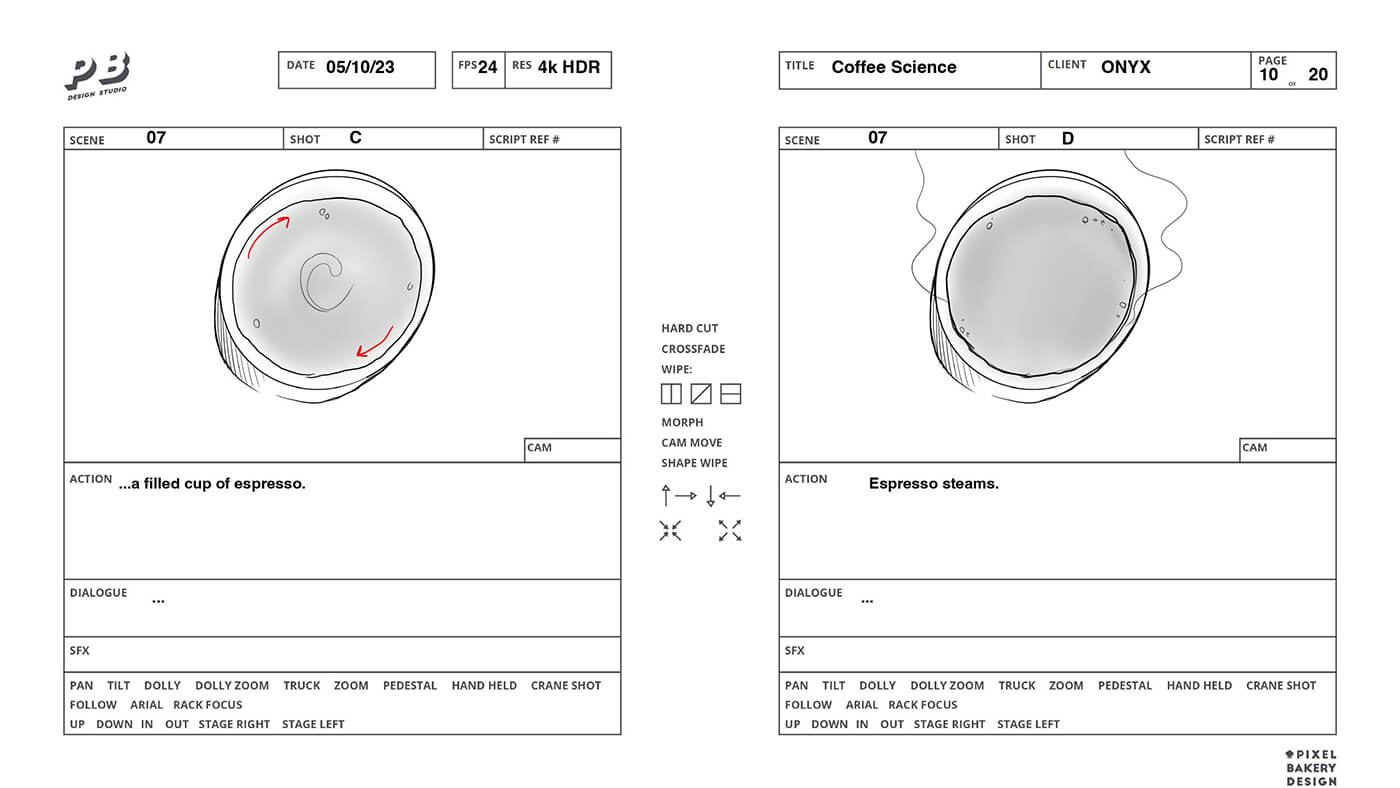 PB
DESIGN STUDIO
DATE 05/10/23
FPS 24 RES 4k HDR
TITLE Coffee Science CLIENT ONYX PAGE 10 OF 20
SCENE 07 SHOT C SCRIPT REF #
CAM
ACTION ...a filled cup of espresso.
DIALOGUE ...
SFX
PAN TILT DOLLY DOLLY ZOOM TRUCK ZOOM PEDESTAL HAND HELD CRANE SHOT
FOLLOW ARIAL RACK FOCUS
UP DOWN IN OUT STAGE RIGHT STAGE LEFT
HARD CUT
CROSSFADE
WIPE:
MORPH
CAM MOVE
SHAPE WIPE
SCENE 07 SHOT D SCRIPT REF #
CAM
ACTION Espresso steams.
DIALOGUE ...
SFX
PAN TILT DOLLY DOLLY ZOOM TRUCK ZOOM PEDESTAL HAND HELD CRANE SHOT
FOLLOW ARIAL RACK FOCUS
UP DOWN IN OUT STAGE RIGHT STAGE LEFT
PIXEL
BAKERY
DESIGN